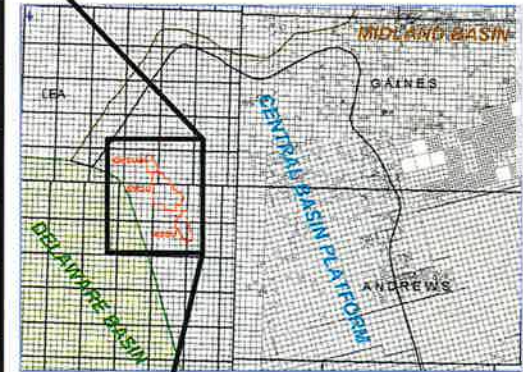 MIDLAND BASIN
GAINES
LEA
CENTRAL BASIN PLATFORM
DELAWARE BASIN
ANDREWS